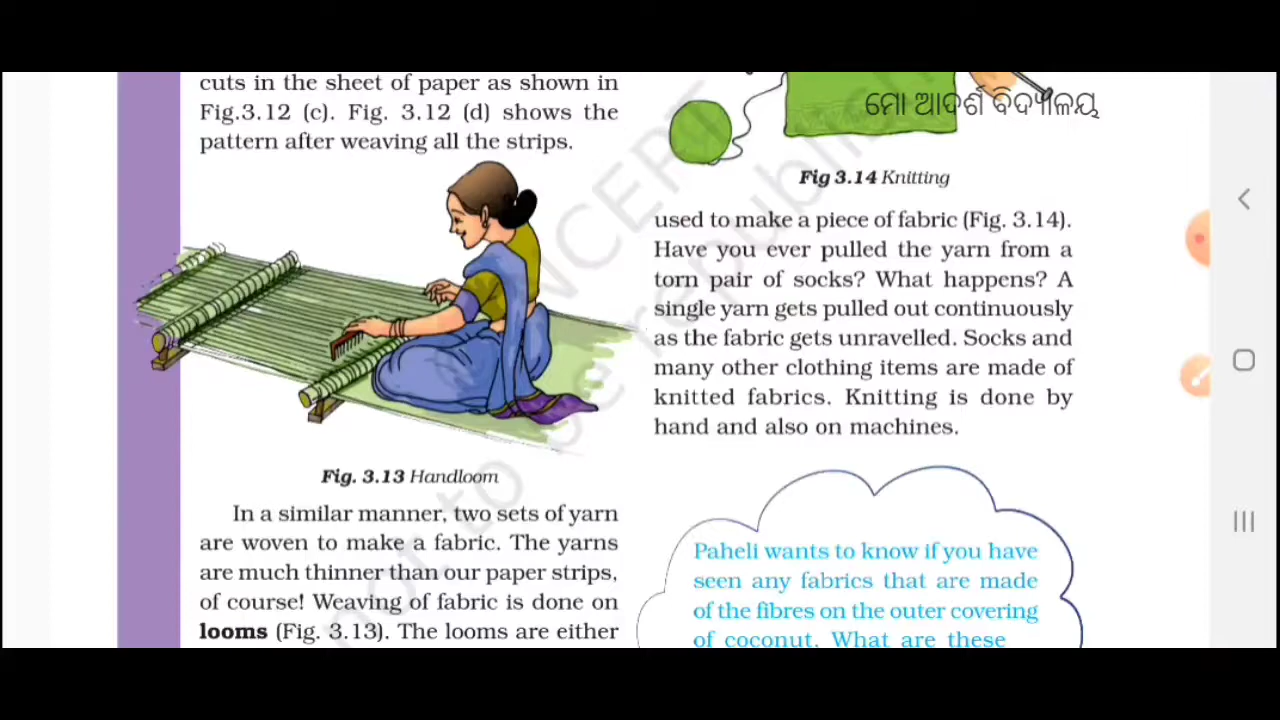 cuts in the sheet of paper as shown in
Fig.3.12 (c). Fig. 3.12 (d) shows the
pattern after weaving all the strips.
Fig. 3.13 Handloom
In a similar manner, two sets of yarn
are woven to make a fabric. The yarns
are much thinner than our paper strips,
of course! Weaving of fabric is done on
looms (Fig. 3.13). The looms are either
ମୋ ଆଦର୍ଶ ବିଦ୍ୟାଳୟ
Fig 3.14 Knitting
used to make a piece of fabric (Fig. 3.14).
Have you ever pulled the yarn from a
torn pair of socks? What happens? A
single yarn gets pulled out continuously
as the fabric gets unravelled. Socks and
many other clothing items are made of
knitted fabrics. Knitting is done by
hand and also on machines.
Paheli wants to know if you have
seen any fabrics that are made
of the fibres on the outer covering
of coconut. What are these
NCERT
not to be republis